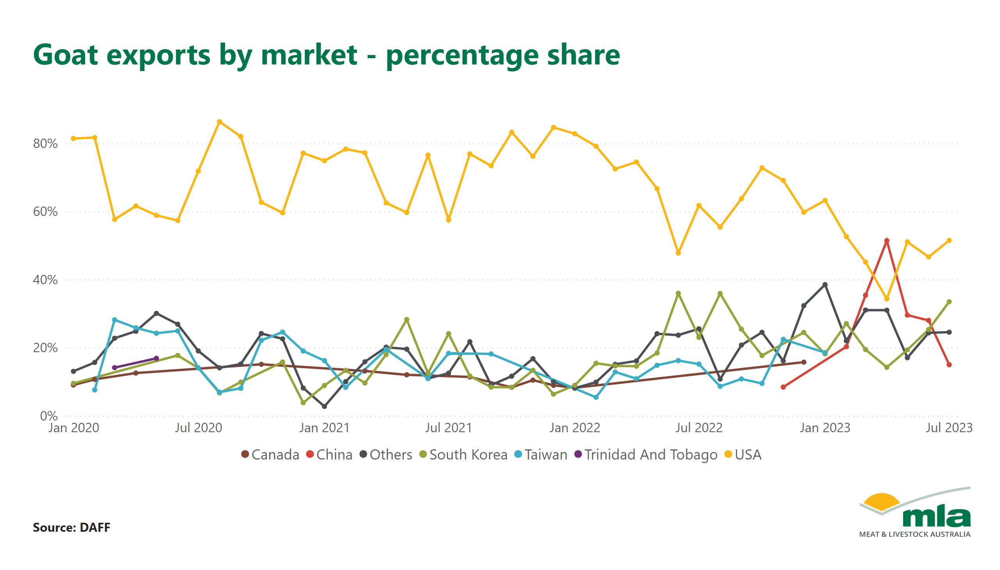 Goat exports by market - percentage share
80%
60%
40%
20%
0%
Jan 2020 Jul 2020 Jan 2021 Jul 2021 Jan 2022 Jul 2022 Jan 2023 Jul 2023
Canada China Others South Korea Taiwan Trinidad And Tobago USA
Source: DAFF
mla
MEAT & LIVESTOCK AUSTRALIA